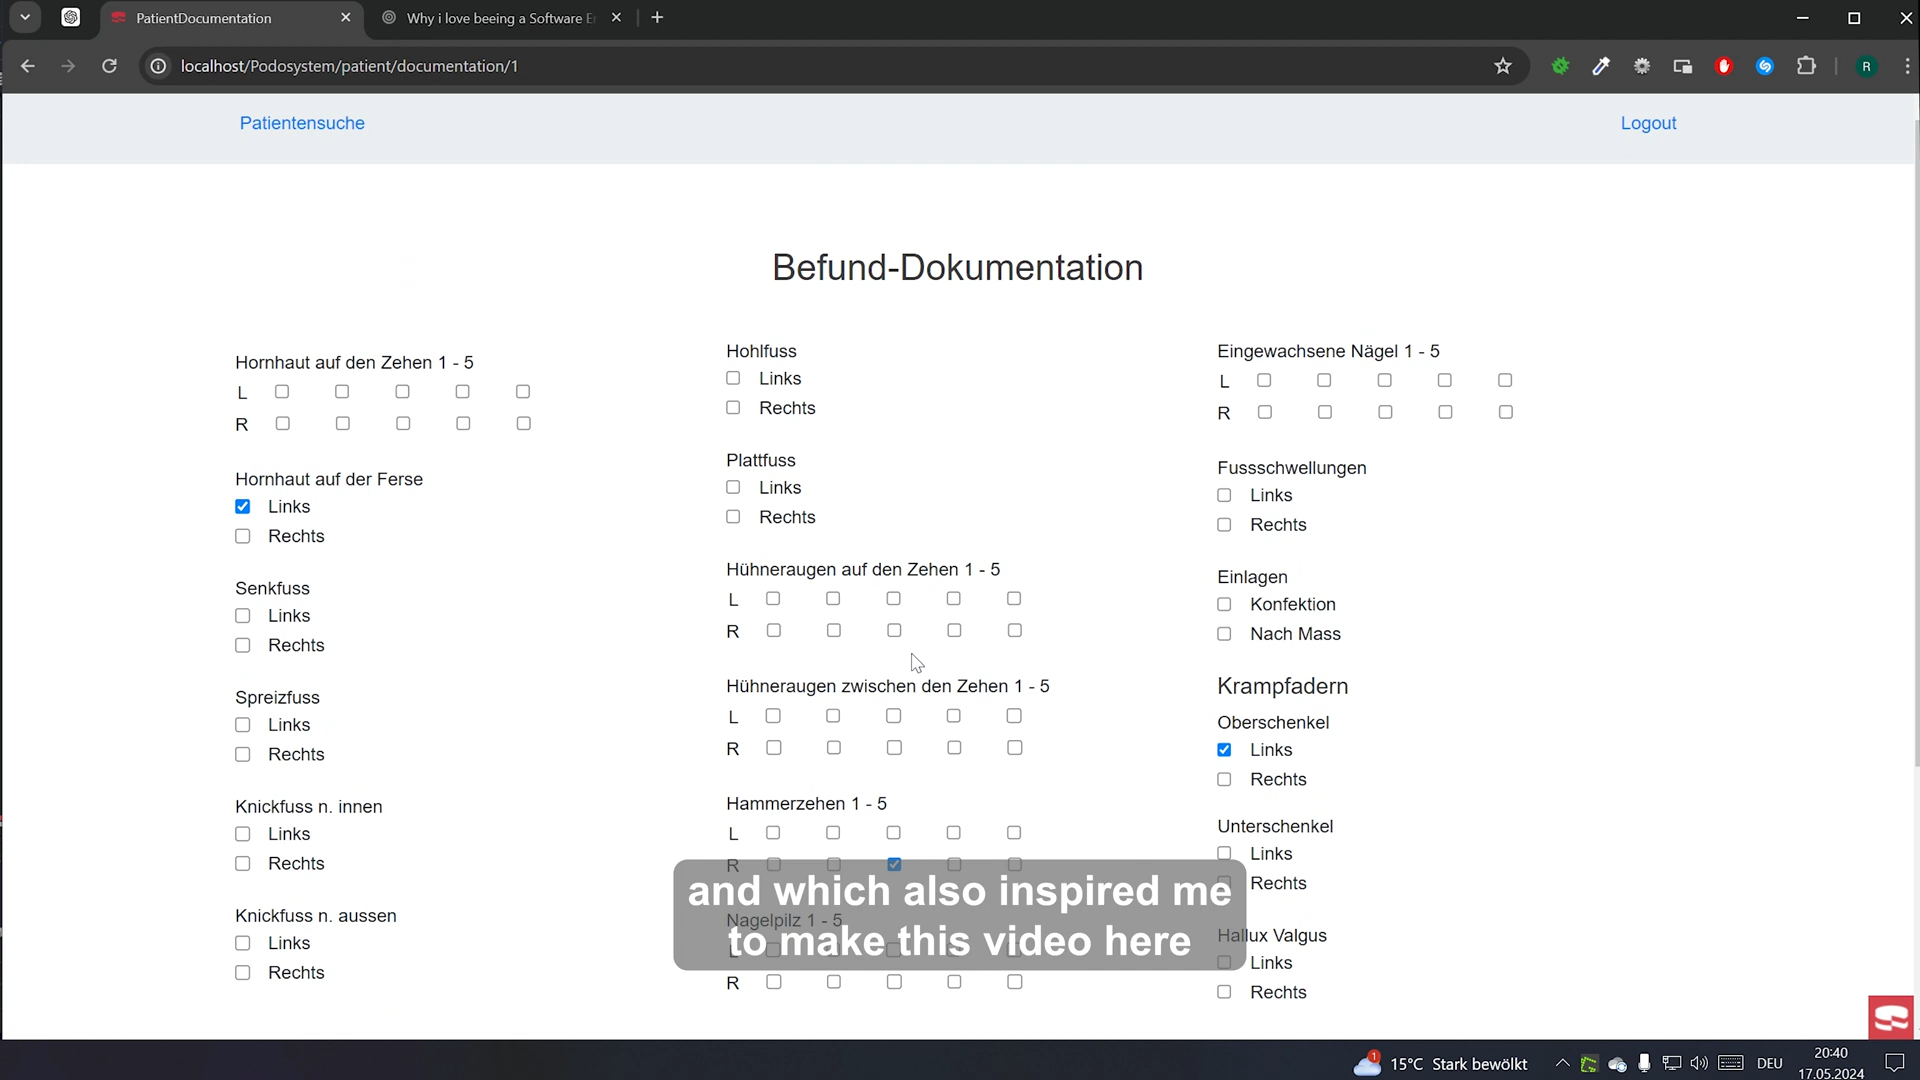 PatientDocumentation
Why i love beeing a Software E
localhost/Podosystem/patient/documentation/1
R
Patientensuche
Logout
Befund-Dokumentation
Hornhaut auf den Zehen 1 - 5
L
R
Hornhaut auf der Ferse
Links
Rechts
Senkfuss
Links
Rechts
Spreizfuss
Links
Rechts
Knickfuss n. innen
Links
Rechts
Knickfuss n. aussen
Links
Rechts
Hohlfuss
Links
Rechts
Plattfuss
Links
Rechts
Hühneraugen auf den Zehen 1 - 5
L
R
Hühneraugen zwischen den Zehen 1 - 5
L
R
Hammerzehen 1 - 5
L
R
Nagelpilz 1 - 5
L
R
Eingewachsene Nägel 1 - 5
L
R
Fussschwellungen
Links
Rechts
Einlagen
Konfektion
Nach Mass
Krampfadern
Oberschenkel
Links
Rechts
Unterschenkel
Links
Rechts
Hallux Valgus
Links
Rechts
and which also inspired me
to make this video here
1
15°C Stark bewölkt
DEU
20:40
17.05.2024